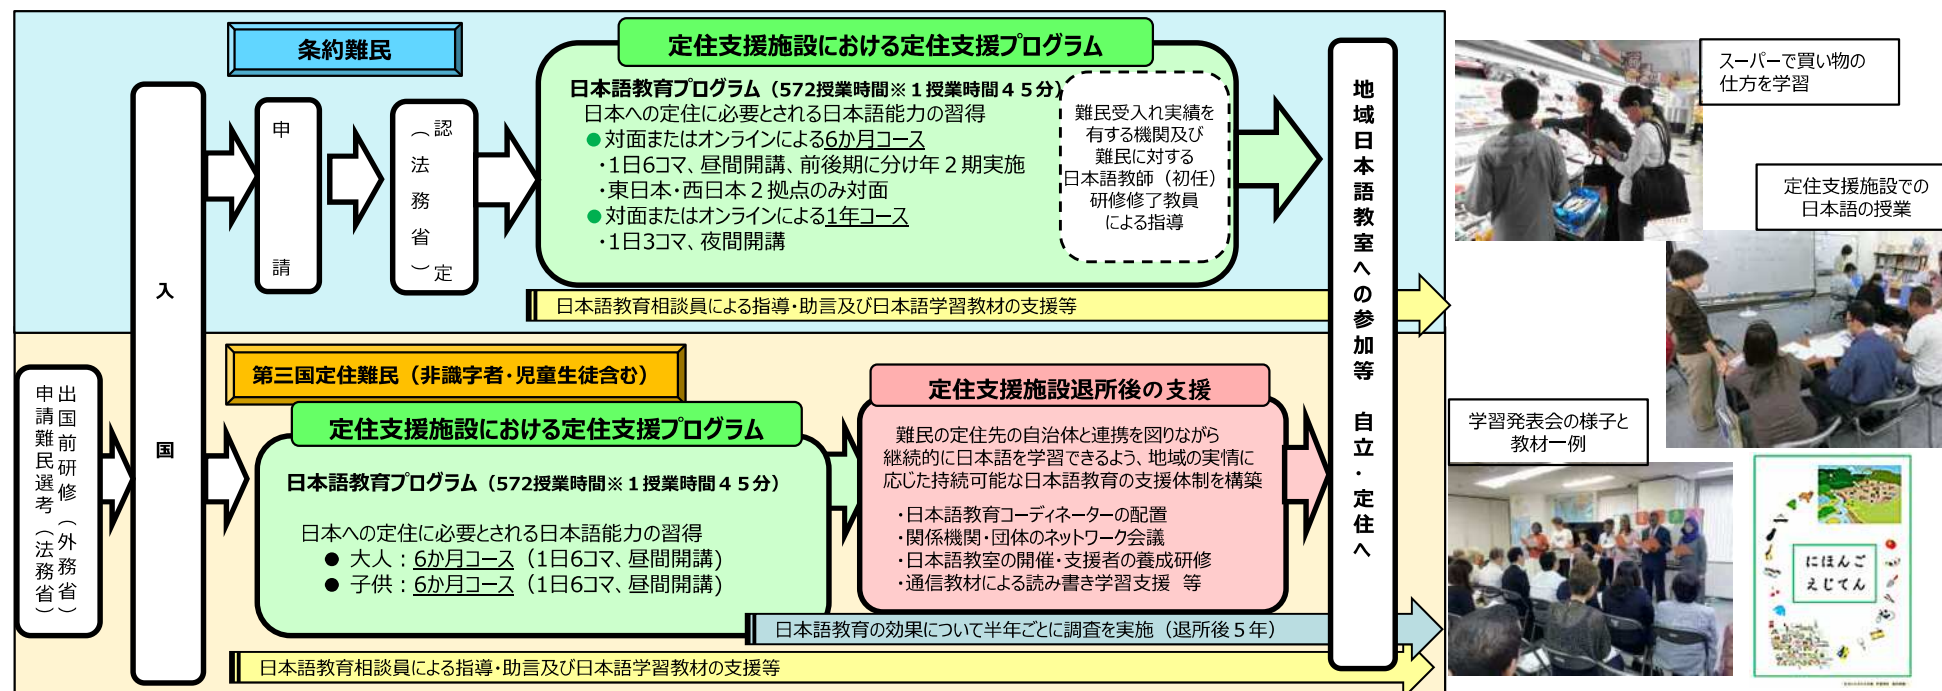 条約難民
入国
申請
認定
（法務省）
定住支援施設における定住支援プログラム
日本語教育プログラム（572授業時間※１授業時間４５分）
日本への定住に必要とされる日本語能力の習得
●対面またはオンラインによる6か月コース
・1日6コマ、昼間開講、前後期に分け年２期実施
・東日本・西日本２拠点のみ対面
●対面またはオンラインによる1年コース
・1日3コマ、夜間開講
難民受入れ実績を
有する機関及び
難民に対する
日本語教師（初任）
研修修了教員
による指導
日本語教育相談員による指導・助言及び日本語学習教材の支援等
地域日本語教室への参加等　自立・定住へ
出国前研修（外務省）
申請難民選考（法務省）
第三国定住難民（非識字者・児童生徒含む）
定住支援施設における定住支援プログラム
日本語教育プログラム（572授業時間※１授業時間４５分）
日本への定住に必要とされる日本語能力の習得
● 大人：6か月コース（1日6コマ、昼間開講)
● 子供：6か月コース（1日6コマ、昼間開講)
定住支援施設退所後の支援
難民の定住先の自治体と連携を図りながら
継続的に日本語を学習できるよう、地域の実情に
応じた持続可能な日本語教育の支援体制を構築
・日本語教育コーディネーターの配置
・関係機関・団体のネットワーク会議
・日本語教室の開催・支援者の養成研修
・通信教材による読み書き学習支援　等
日本語教育の効果について半年ごとに調査を実施（退所後５年）
日本語教育相談員による指導・助言及び日本語学習教材の支援等
スーパーで買い物の
仕方を学習
定住支援施設での
日本語の授業
学習発表会の様子と
教材一例
にほんご
えじてん